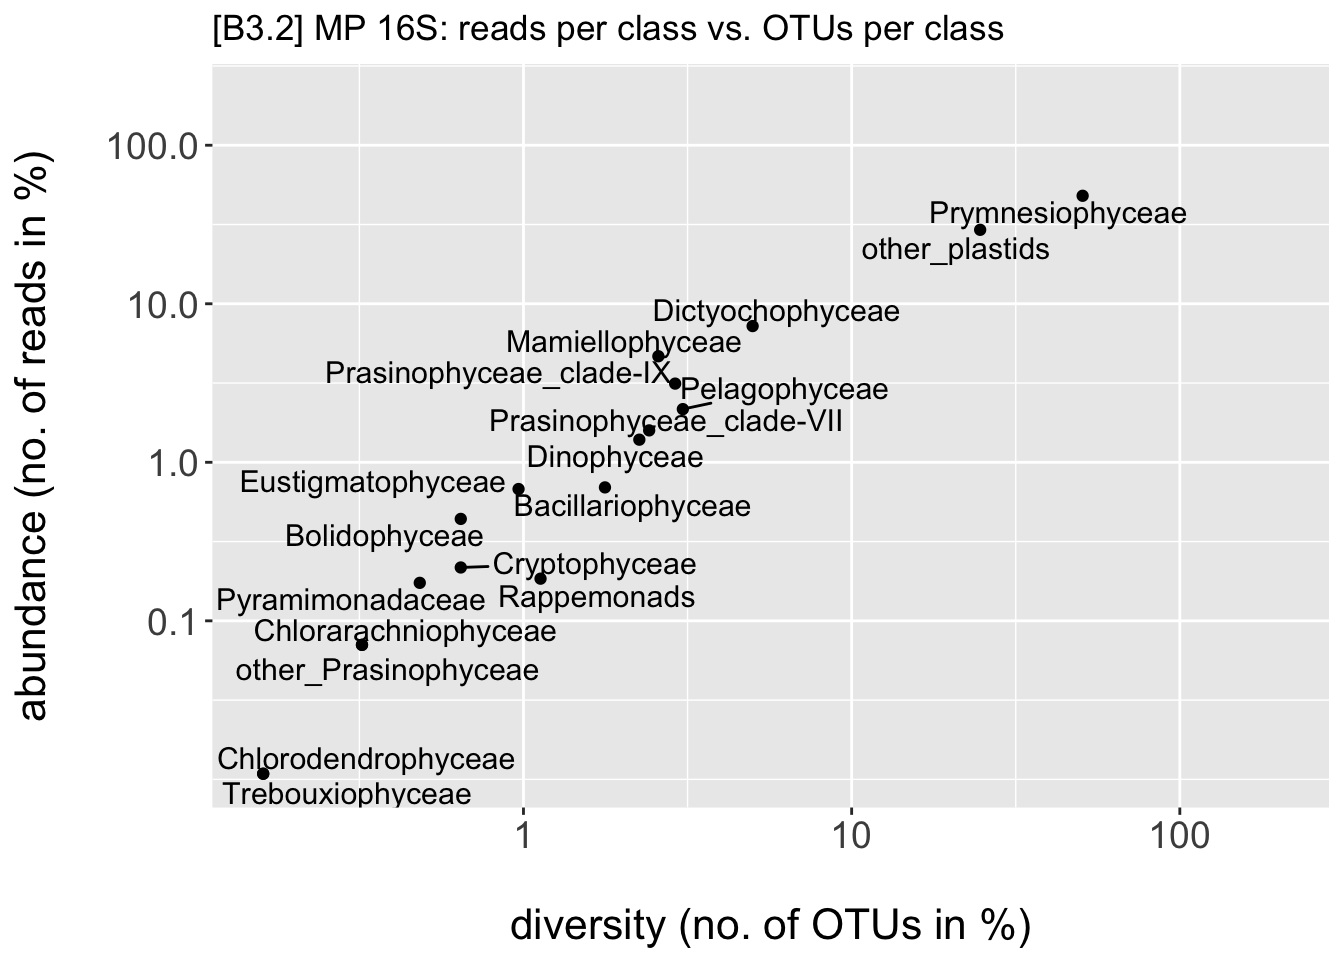 [B3.2] MP 16S: reads per class vs. OTUs per class
abundance (no. of reads in %)
100.0
10.0
1.0
0.1
Prymnesiophyceae
other_plastids
Dictyochophyceae
Mamiellophyceae
Prasinophyceae_clade-IX
Pelagophyceae
Prasinophyceae_clade-VII
Dinophyceae
Eustigmatophyceae
Bacillariophyceae
Bolidophyceae
Cryptophyceae
Pyramimonadaceae
Rappemonads
Chlorarachniophyceae
other_Prasinophyceae
Chlorodendrophyceae
Trebouxiophyceae
1
10
100
diversity (no. of OTUs in %)